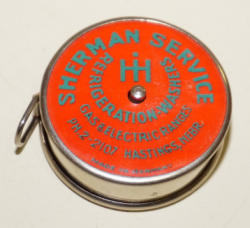 SHERMAN SERVICE
REFRIGERATION-WASHERS
IH
GAS & ELECTRIC RANGES
PH. 2-2107 HASTINGS, NEBR.